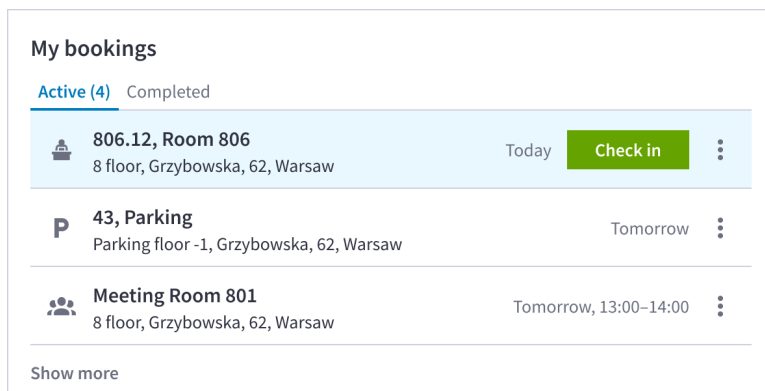 My bookings
Active (4) Completed
806.12, Room 806
8 floor, Grzybowska, 62, Warsaw
Today
Check in
P
43, Parking
Parking floor -1, Grzybowska, 62, Warsaw
Tomorrow
Meeting Room 801
8 floor, Grzybowska, 62, Warsaw
Tomorrow, 13:00–14:00
Show more